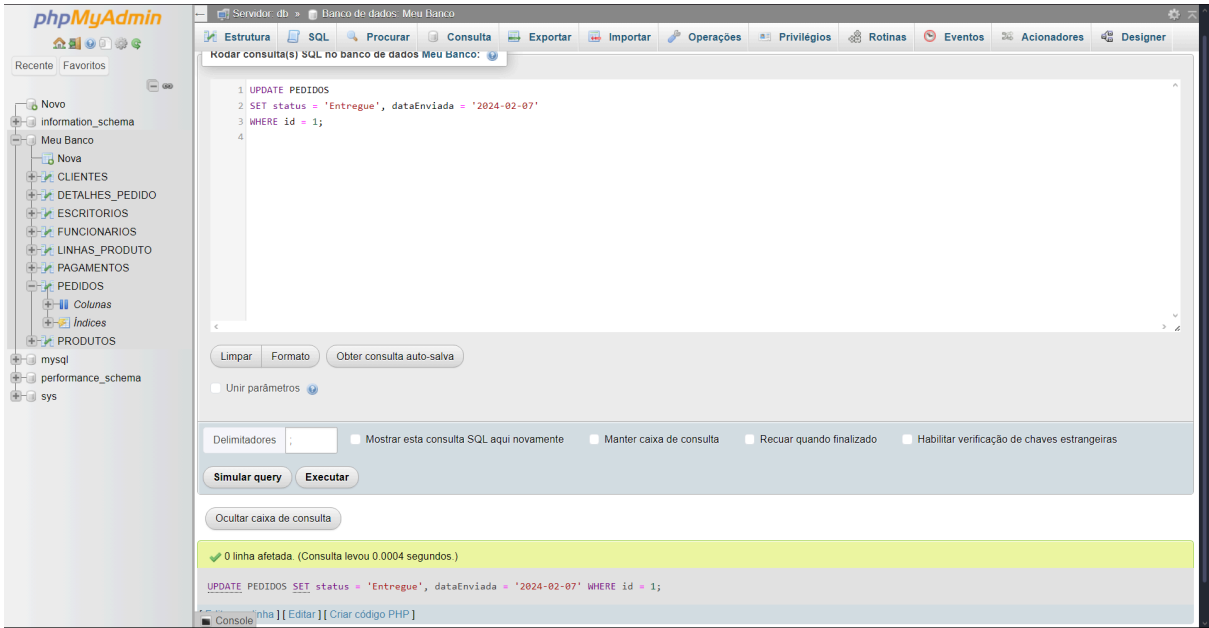 phpMyAdmin
Recente Favoritos
Novo
information_schema
Meu Banco
Nova
CLIENTES
DETALHES_PEDIDO
ESCRITORIOS
FUNCIONARIOS
LINHAS_PRODUTO
PAGAMENTOS
PEDIDOS
Colunas
Índices
PRODUTOS
mysql
performance_schema
sys
Servidor: db » Banco de dados: Meu Banco
Estrutura SQL Procurar Consulta Exportar Importar Operações Privilégios Rotinas Eventos Acionadores Designer
Rodar consulta(s) SQL no banco de dados Meu Banco:
1 UPDATE PEDIDOS
2 SET status = 'Entregue', dataEnviada = '2024-02-07'
3 WHERE id = 1;
4
Limpar Formato Obter consulta auto-salva
Unir parâmetros
Delimitadores ; Mostrar esta consulta SQL aqui novamente Manter caixa de consulta Recuar quando finalizado Habilitar verificação de chaves estrangeiras
Simular query Executar
Ocultar caixa de consulta
0 linha afetada. (Consulta levou 0.0004 segundos.)
UPDATE PEDIDOS SET status = 'Entregue', dataEnviada = '2024-02-07' WHERE id = 1;
] [ Editar ] [ Criar código PHP ]
Console